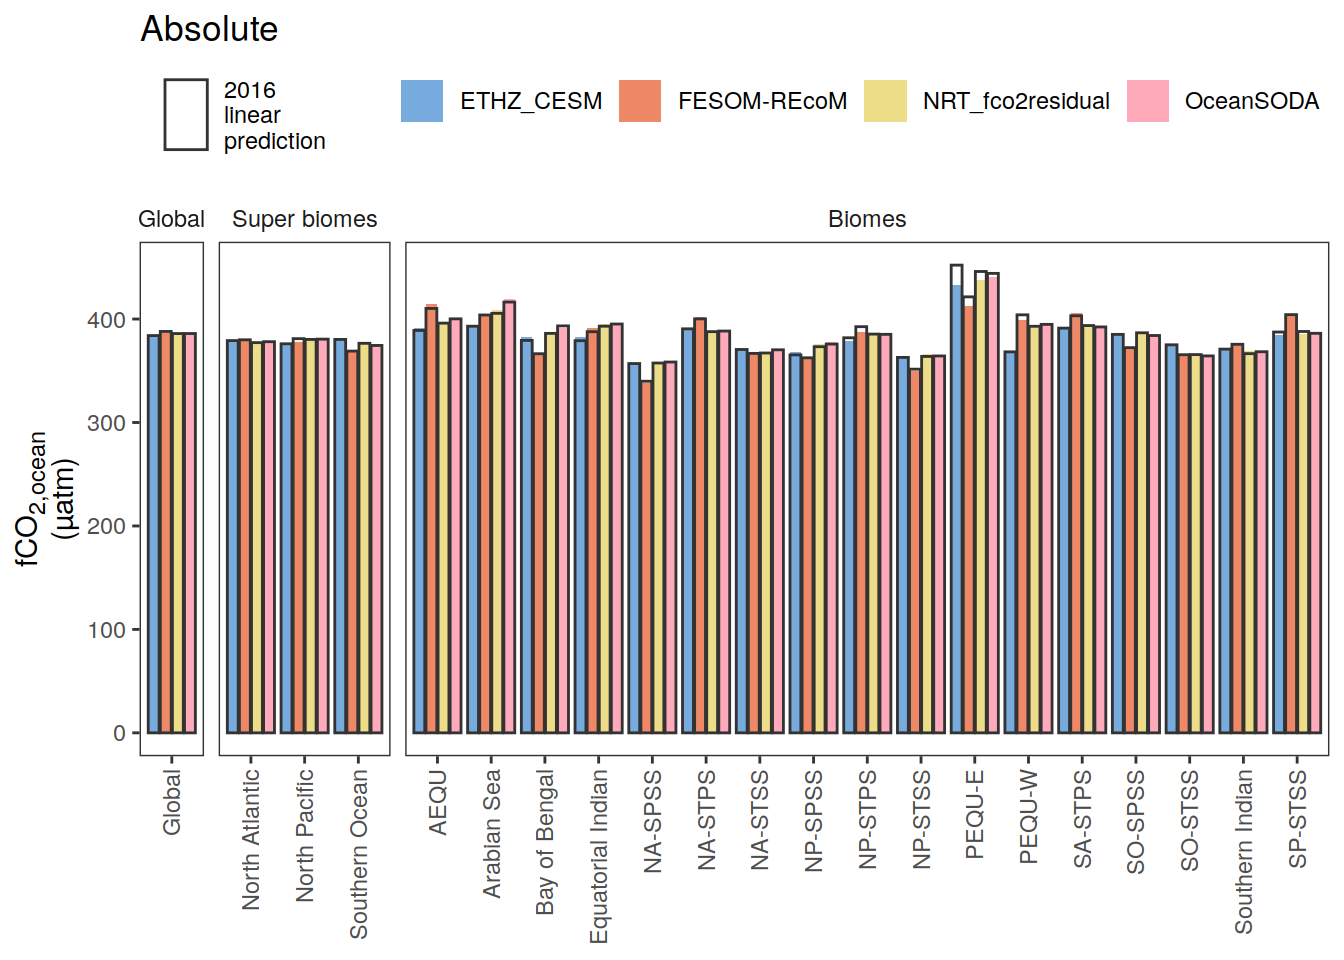 Absolute
2016
linear
prediction
ETHZ_CESM
FESOM-REcoM
NRT_fco2residual
OceanSODA
Global
Super biomes
Biomes
fCO2,ocean
(µatm)
400
300
200
100
0
Global
North Atlantic
North Pacific
Southern Ocean
AEQU
Arabian Sea
Bay of Bengal
Equatorial Indian
NA-SPSS
NA-STPS
NA-STSS
NP-SPSS
NP-STPS
NP-STSS
PEQU-E
PEQU-W
SA-STPS
SO-SPSS
SO-STSS
Southern Indian
SP-STSS